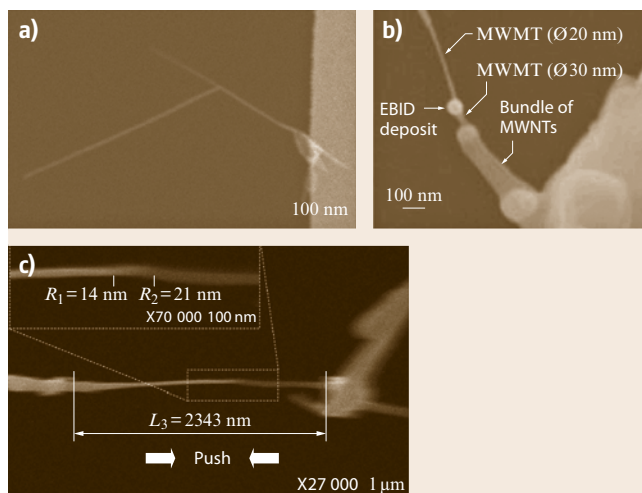 a)
100 nm
b)
MWMT (Ø20 nm)
MWMT (Ø30 nm)
EBID
deposit
Bundle of
MWNTs
100 nm
c)
R₁ = 14 nm R₂ = 21 nm
X70 000 100 nm
L₃ = 2343 nm
Push
X27 000 1 μm